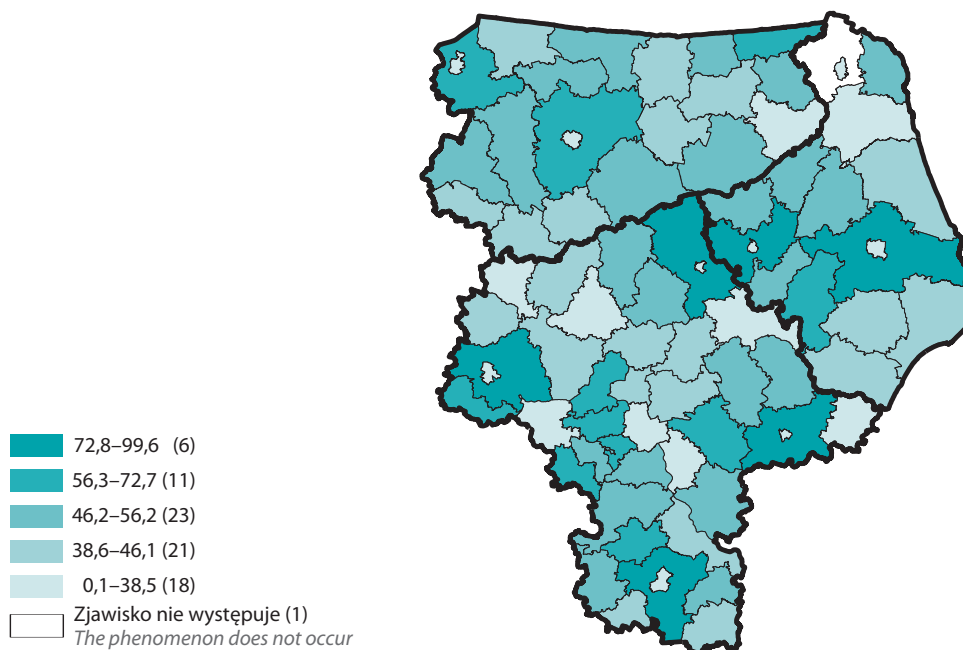 72,8–99,6 (6)
56,3–72,7 (11)
46,2–56,2 (23)
38,6–46,1 (21)
0,1–38,5 (18)
Zjawisko nie występuje (1)
The phenomenon does not occur